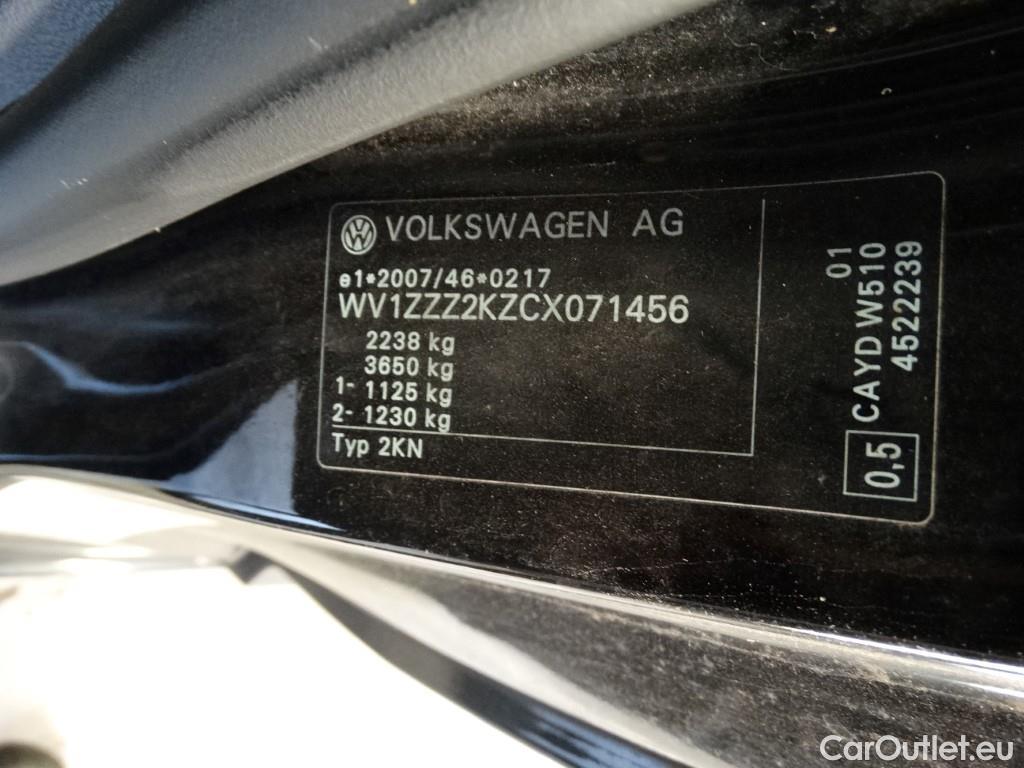 VOLKSWAGEN AG
e1*2007/46*0217
WV1ZZZ2KZCX071456
2238 kg
3650 kg
1- 1125 kg
2- 1230 kg
Typ 2KN
01
CAYD W510
4522239
0,5
CarOutlet.eu